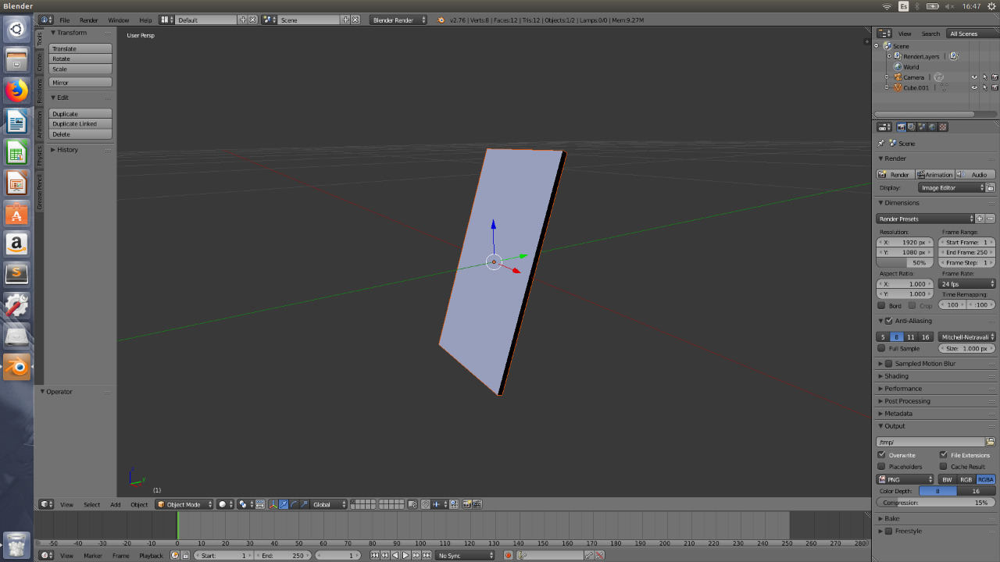 Blender
Es
16:47
File Render Window Help Default Scene Blender Render v2.76 | Verts:8 | Faces:12 | Tris:12 | Objects:1/2 | Lamps:0/0 | Mem:9.27M
View Search All Scenes
Tools
Create
Relations
Animation
Physics
Grease Pencil
Transform
Translate
Rotate
Scale
Mirror
Edit
Duplicate
Duplicate Linked
Delete
History
Operator
User Persp
z
y
(1)
Scene
RenderLayers
World
Camera
Cube.001
Scene
Render
Render Animation Audio
Display: Image Editor
Dimensions
Render Presets
Resolution: Frame Range:
X: 1920 px Start Frame: 1
Y: 1080 px End Frame: 250
50% Frame Step: 1
Aspect Ratio: Frame Rate:
X: 1.000 24 fps
Y: 1.000 Time Remapping:
Bord Crop 100 :100
Anti-Aliasing
5 8 11 16 Mitchell-Netravali
Full Sample Size: 1.000 px
Sampled Motion Blur
Shading
Performance
Post Processing
Metadata
Output
/tmp/
Overwrite File Extensions
Placeholders Cache Result
PNG BW RGB RGBA
Color Depth: 8 16
Compression: 15%
Bake
Freestyle
View Select Add Object Object Mode Global
-50 -40 -30 -20 -10 0 10 20 30 40 50 60 70 80 90 100 110 120 130 140 150 160 170 180 190 200 210 220 230 240 250 260 270 280
View Marker Frame Playback Start: 1 End: 250 1 No Sync